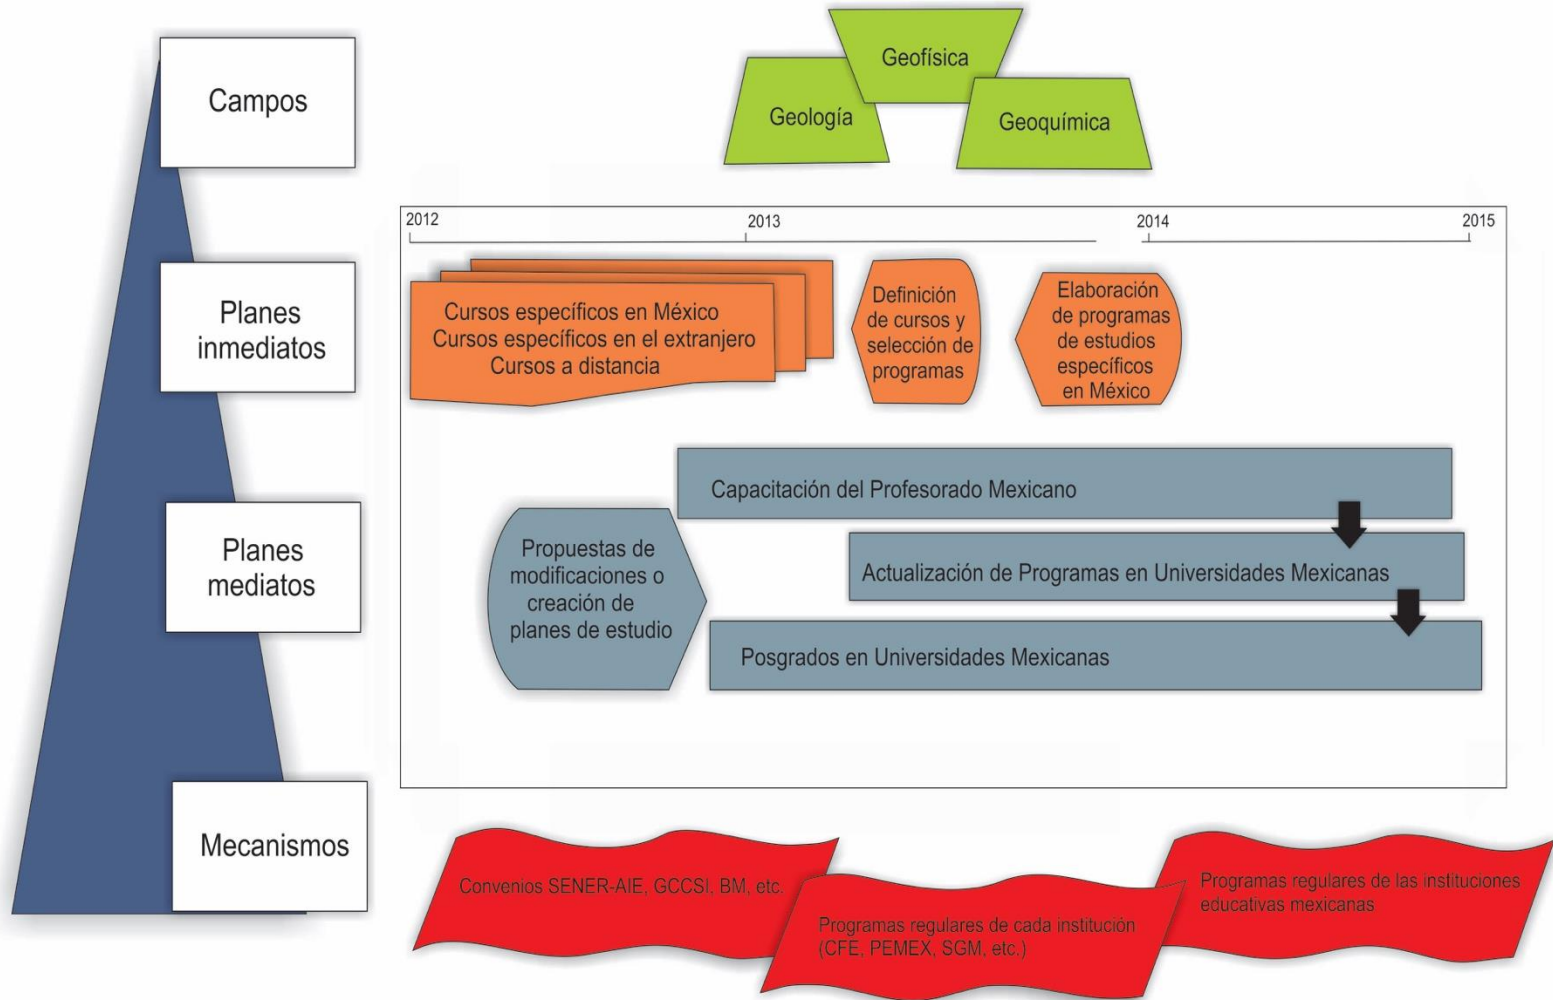 Campos
Geología
Geofísica
Geoquímica
2012
2013
2014
2015
Planes
inmediatos
Cursos específicos en México
Cursos específicos en el extranjero
Cursos a distancia
Definición
de cursos y
selección de
programas
Elaboración
de programas
de estudios
específicos
en México
Planes
mediatos
Propuestas de
modificaciones o
creación de
planes de estudio
Capacitación del Profesorado Mexicano
Actualización de Programas en Universidades Mexicanas
Posgrados en Universidades Mexicanas
Mecanismos
Convenios SENER-AIE, GCCSI, BM, etc.
Programas regulares de cada institución
(CFE, PEMEX, SGM, etc.)
Programas regulares de las instituciones
educativas mexicanas